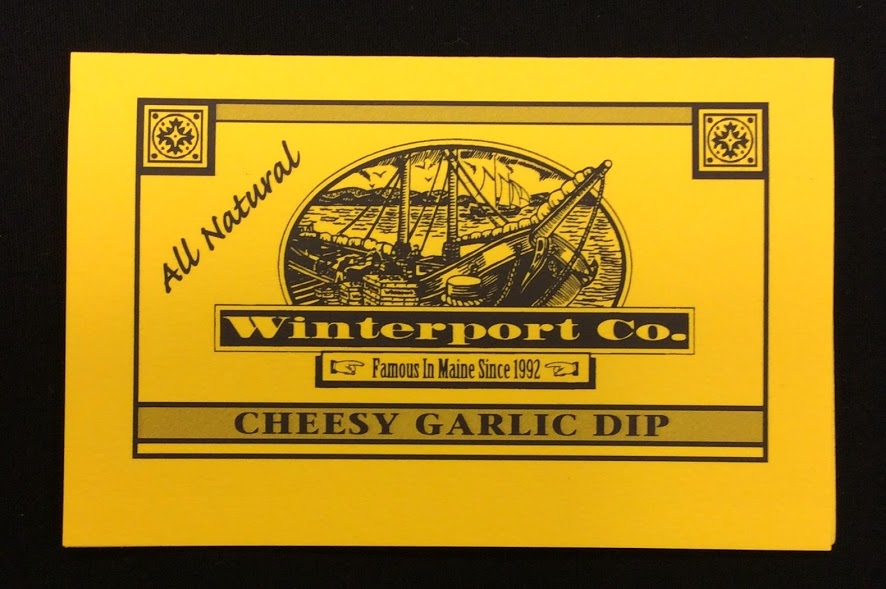 All Natural
Winterport Co.
Famous In Maine Since 1992
CHEESY GARLIC DIP